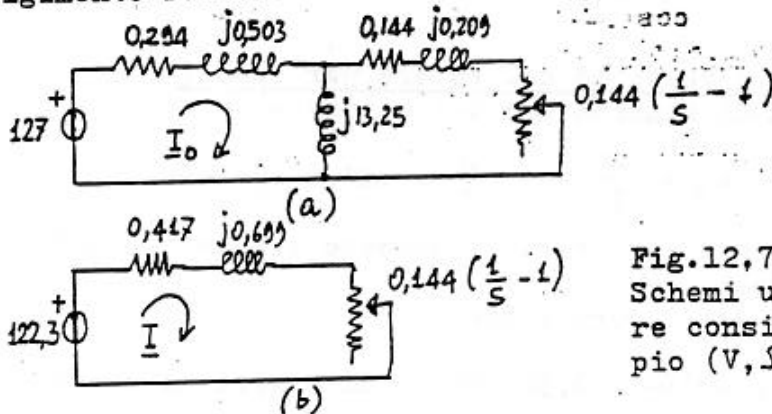 0,294 j0,503 0,144 j0,209
+
127
I₀
j13,25
0,144 (1/S - 1)
(a)
0,417 j0,699
+
122,3
I
0,144 (1/S - 1)
(b)
Fig.12,7
Schemi u
re consi
pio (V,